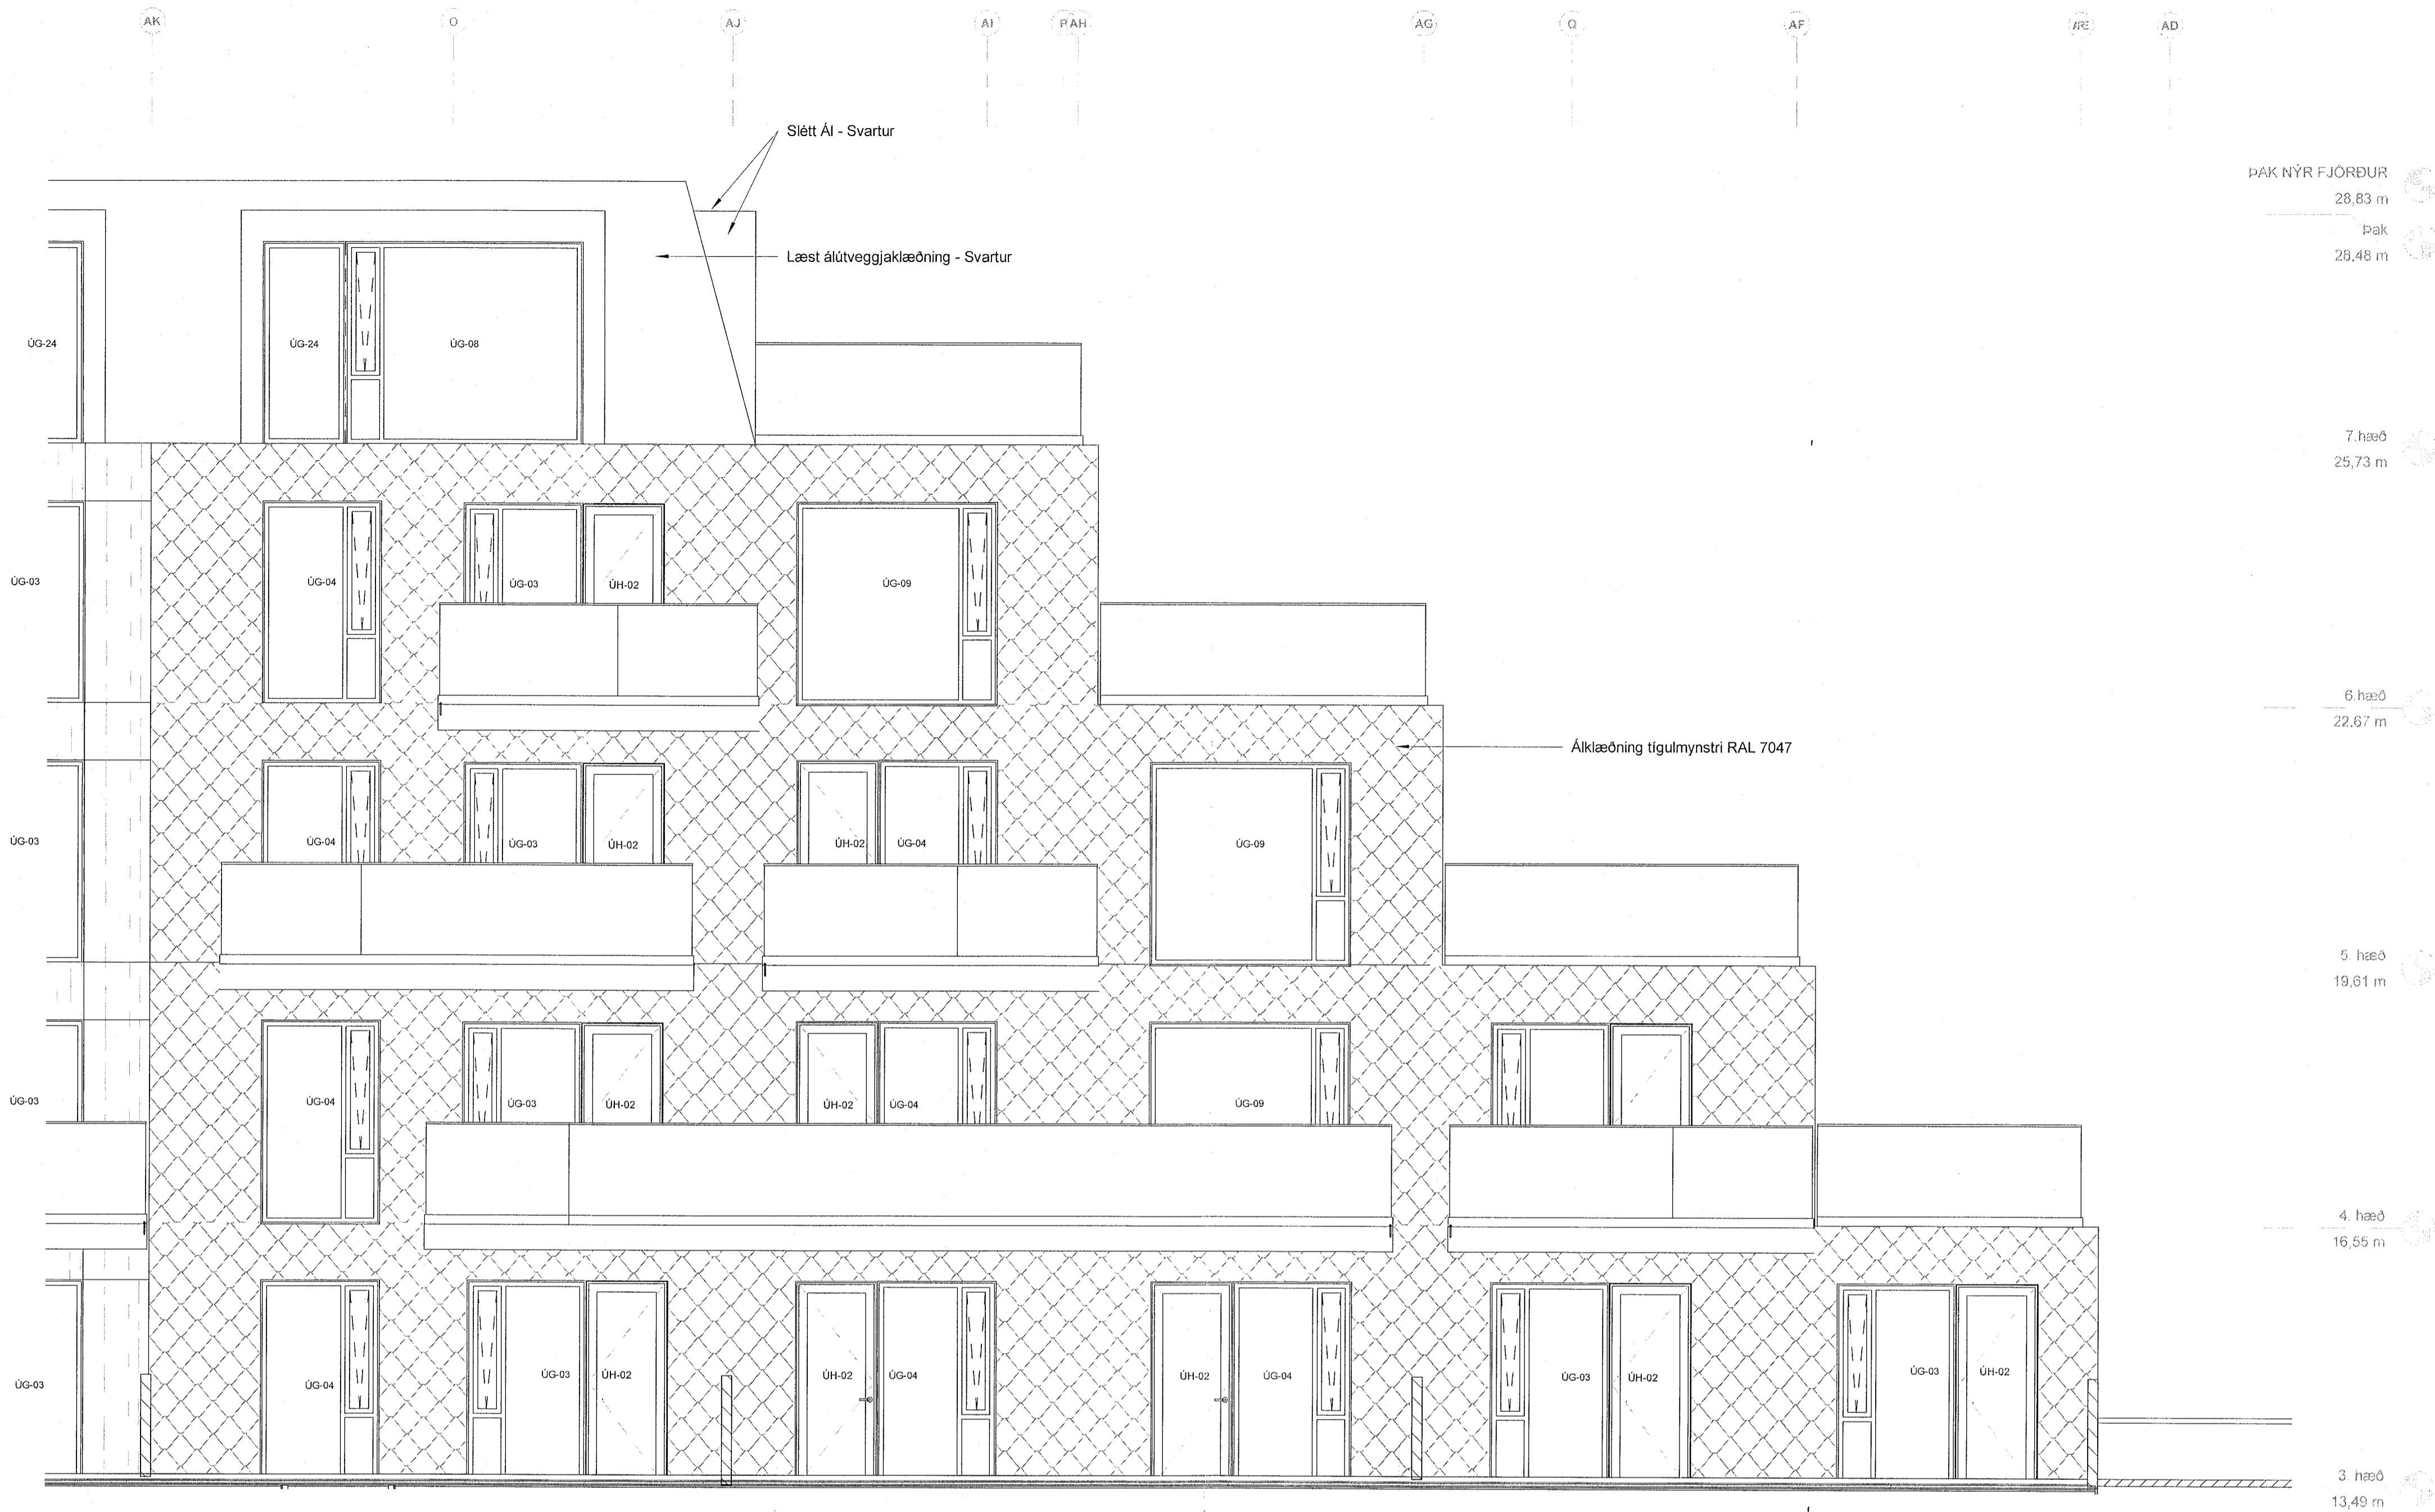 AK O AJ AI RAH AG Q AF AD
Slétt Ál - Svartur
ÞAK NÝR FJÖRÐUR
28,83 m
Þak
28,48 m
Læst álútveggjaklæðning - Svartur
ÚG-24 ÚG-24 ÚG-08
7.hæð
25,73 m
ÚG-03 ÚG-04 ÚG-03 ÚH-02 ÚG-09
6.hæð
22,67 m
Álklæðning tígulmynstri RAL 7047
ÚG-03 ÚG-04 ÚG-03 ÚH-02 ÚH-02 ÚG-04 ÚG-09
5. hæð
19,61 m
ÚG-03 ÚG-04 ÚG-03 ÚH-02 ÚH-02 ÚG-04 ÚG-09
4. hæð
16,55 m
ÚG-03 ÚG-04 ÚG-03 ÚH-02 ÚH-02 ÚG-04 ÚH-02 ÚG-04 ÚG-03 ÚH-02 ÚG-03 ÚH-02
3. hæð
13,49 m